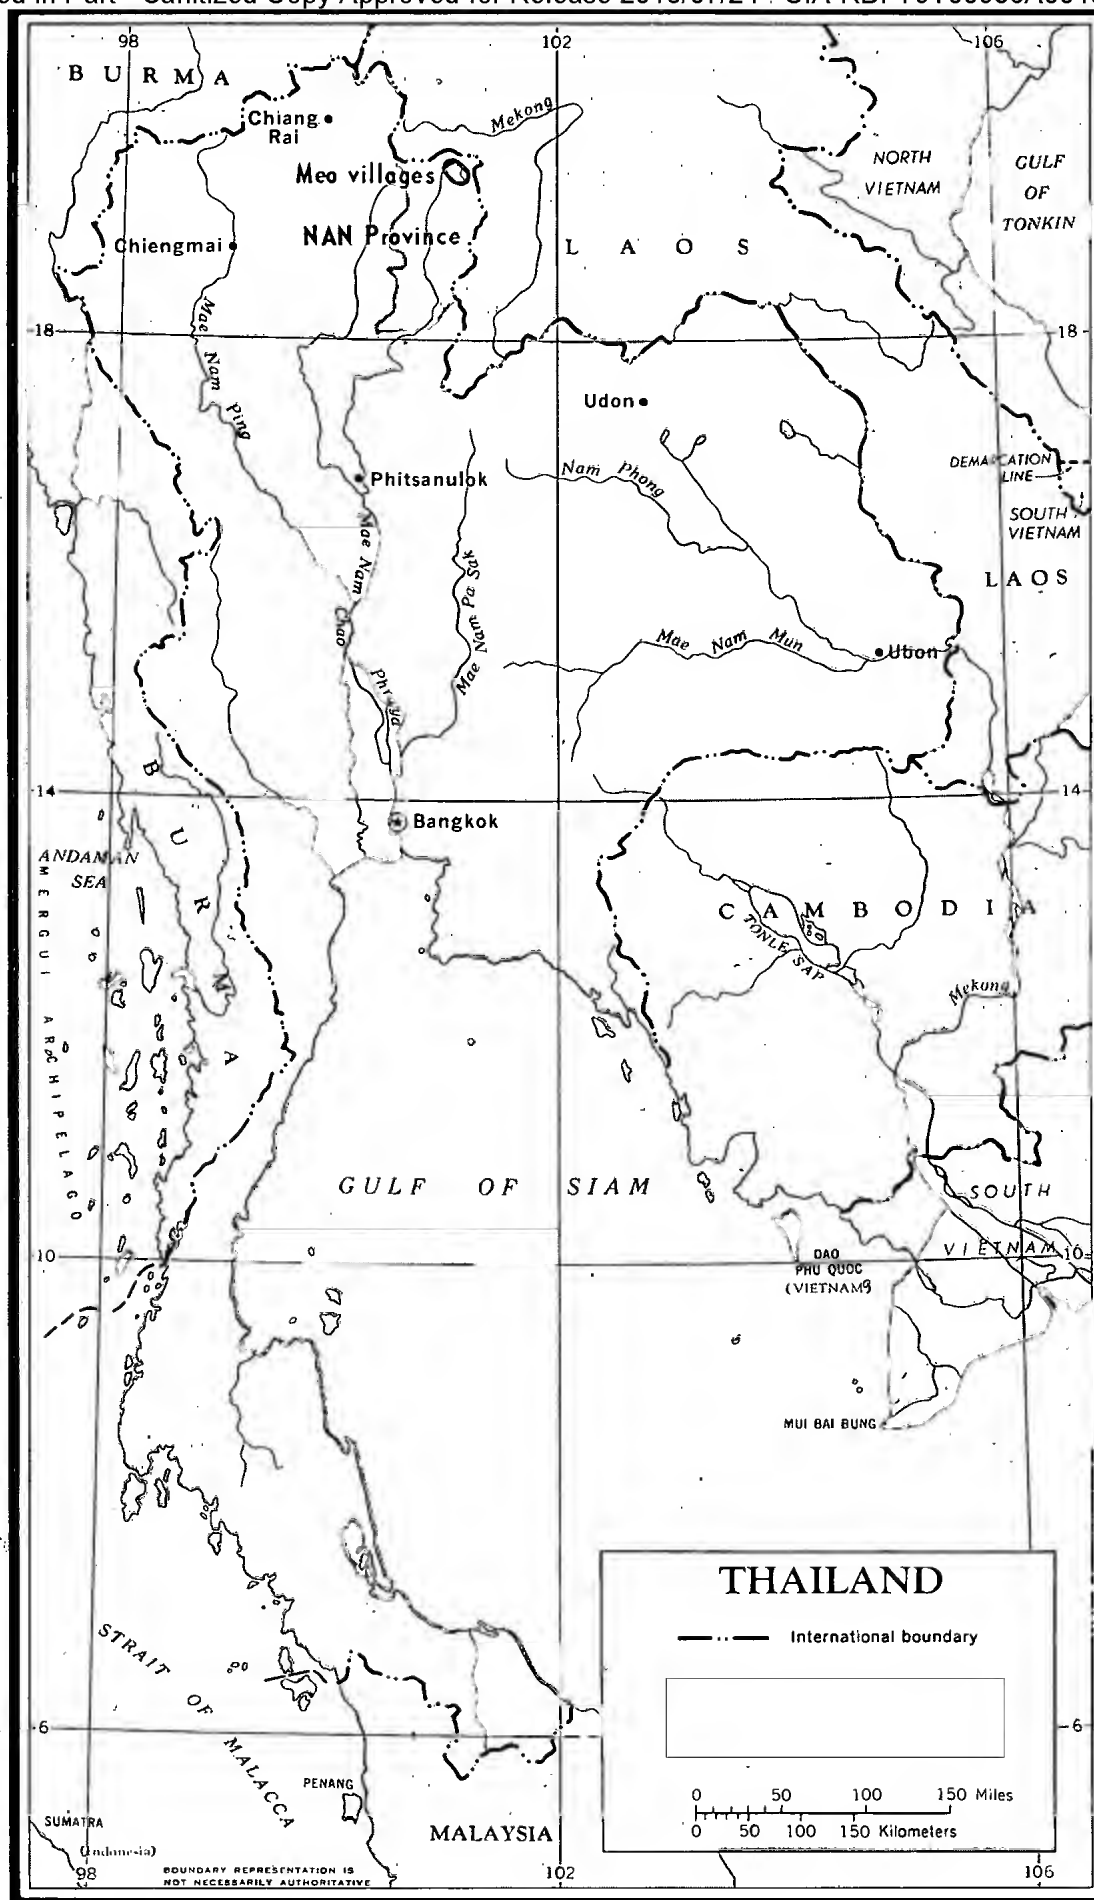 98
102
106
BURMA
Chiang
Rai
Mekong
NORTH
VIETNAM
GULF
OF
TONKIN
Meo villages
NAN Province
Chiengmai
LAOS
18
18
Mae Nam Ping
Udon
Phitsanulok
Nam Phong
DEMARCATION
LINE
SOUTH
VIETNAM
LAOS
Mae Nam Chao Phraya
Mae Nam Pa Sak
Mae Nam Mun
Ubon
14
14
BURMA
Bangkok
ANDAMAN
SEA
MERGUI ARCHIPELAGO
CAMBODIA
TONLE SAP
Mekong
GULF OF SIAM
SOUTH
VIETNAM
10
10
DAO
PHU QUOC
(VIETNAM)
MUI BAI BUNG
THAILAND
International boundary
STRAIT OF MALACCA
6
6
0 50 100 150 Miles
0 50 100 150 Kilometers
PENANG
SUMATRA
(Indonesia)
MALAYSIA
BOUNDARY REPRESENTATION IS
NOT NECESSARILY AUTHORITATIVE
98
102
106